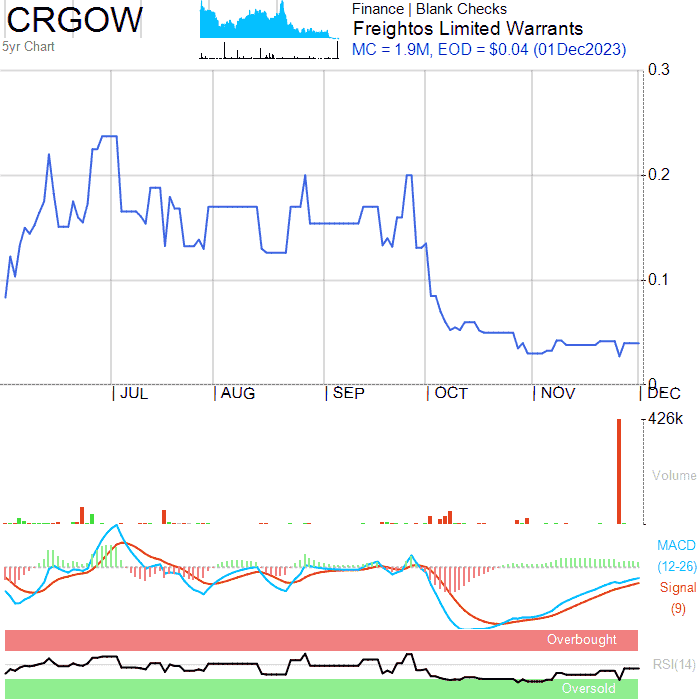 CRGOW
5yr Chart
Finance | Blank Checks
Freightos Limited Warrants
MC = 1.9M, EOD = $0.04 (01Dec2023)
0.3
0.2
0.1
0
JUL AUG SEP OCT NOV DEC
426k
Volume
MACD
(12-26)
Signal
(9)
Overbought
RSI(14)
Oversold